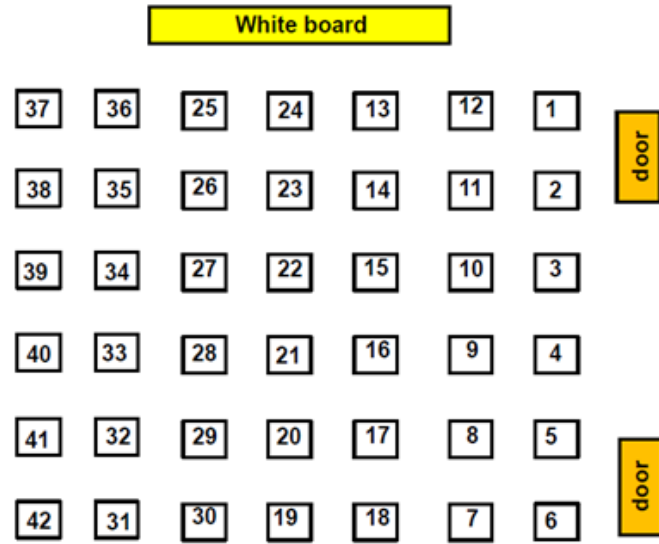 White board
37 36 25 24 13 12 1
door
38 35 26 23 14 11 2
39 34 27 22 15 10 3
40 33 28 21 16 9 4
41 32 29 20 17 8 5
door
42 31 30 19 18 7 6